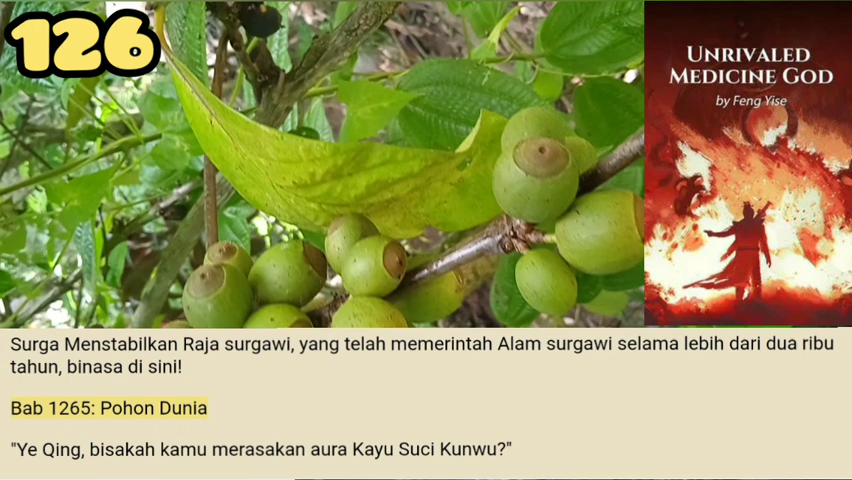 126
UNRIVALED
MEDICINE GOD
by Feng Yise
Surga Menstabilkan Raja surgawi, yang telah memerintah Alam surgawi selama lebih dari dua ribu
tahun, binasa di sini!
Bab 1265: Pohon Dunia
"Ye Qing, bisakah kamu merasakan aura Kayu Suci Kunwu?"